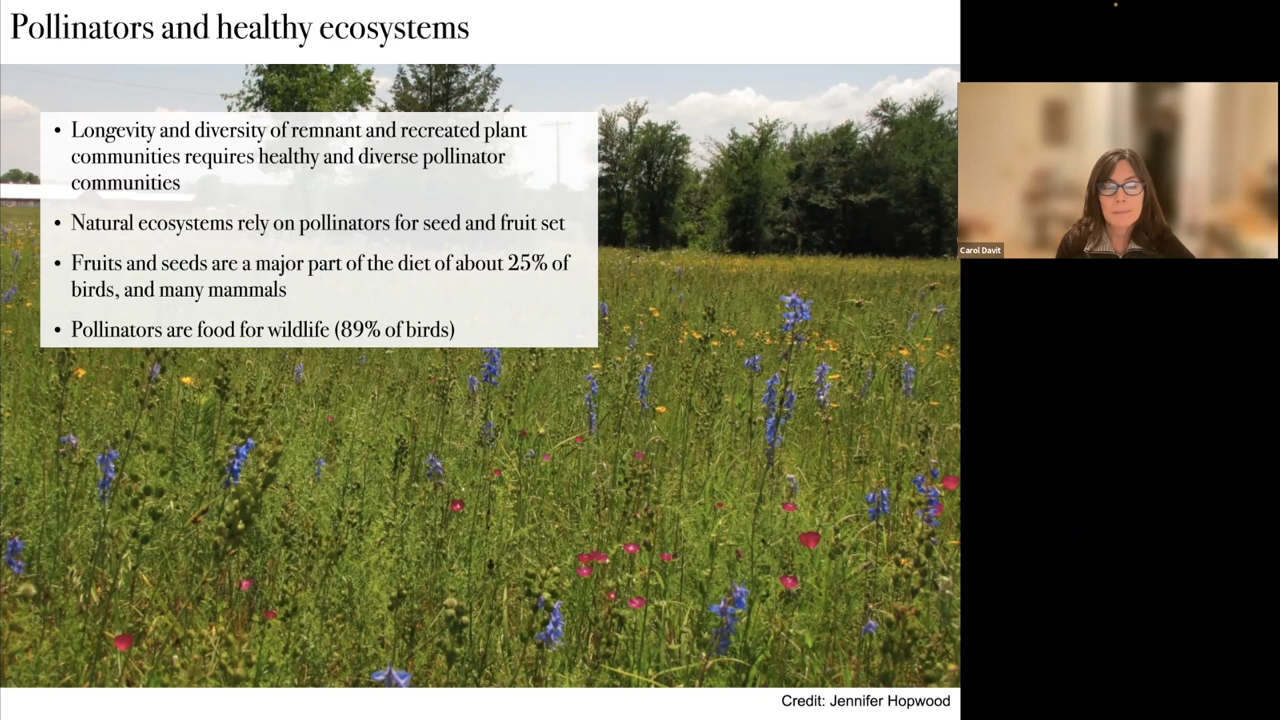 Pollinators and healthy ecosystems
• Longevity and diversity of remnant and recreated plant
communities requires healthy and diverse pollinator
communities
• Natural ecosystems rely on pollinators for seed and fruit set
• Fruits and seeds are a major part of the diet of about 25% of
birds, and many mammals
• Pollinators are food for wildlife (89% of birds)
Carol Davit
Credit: Jennifer Hopwood